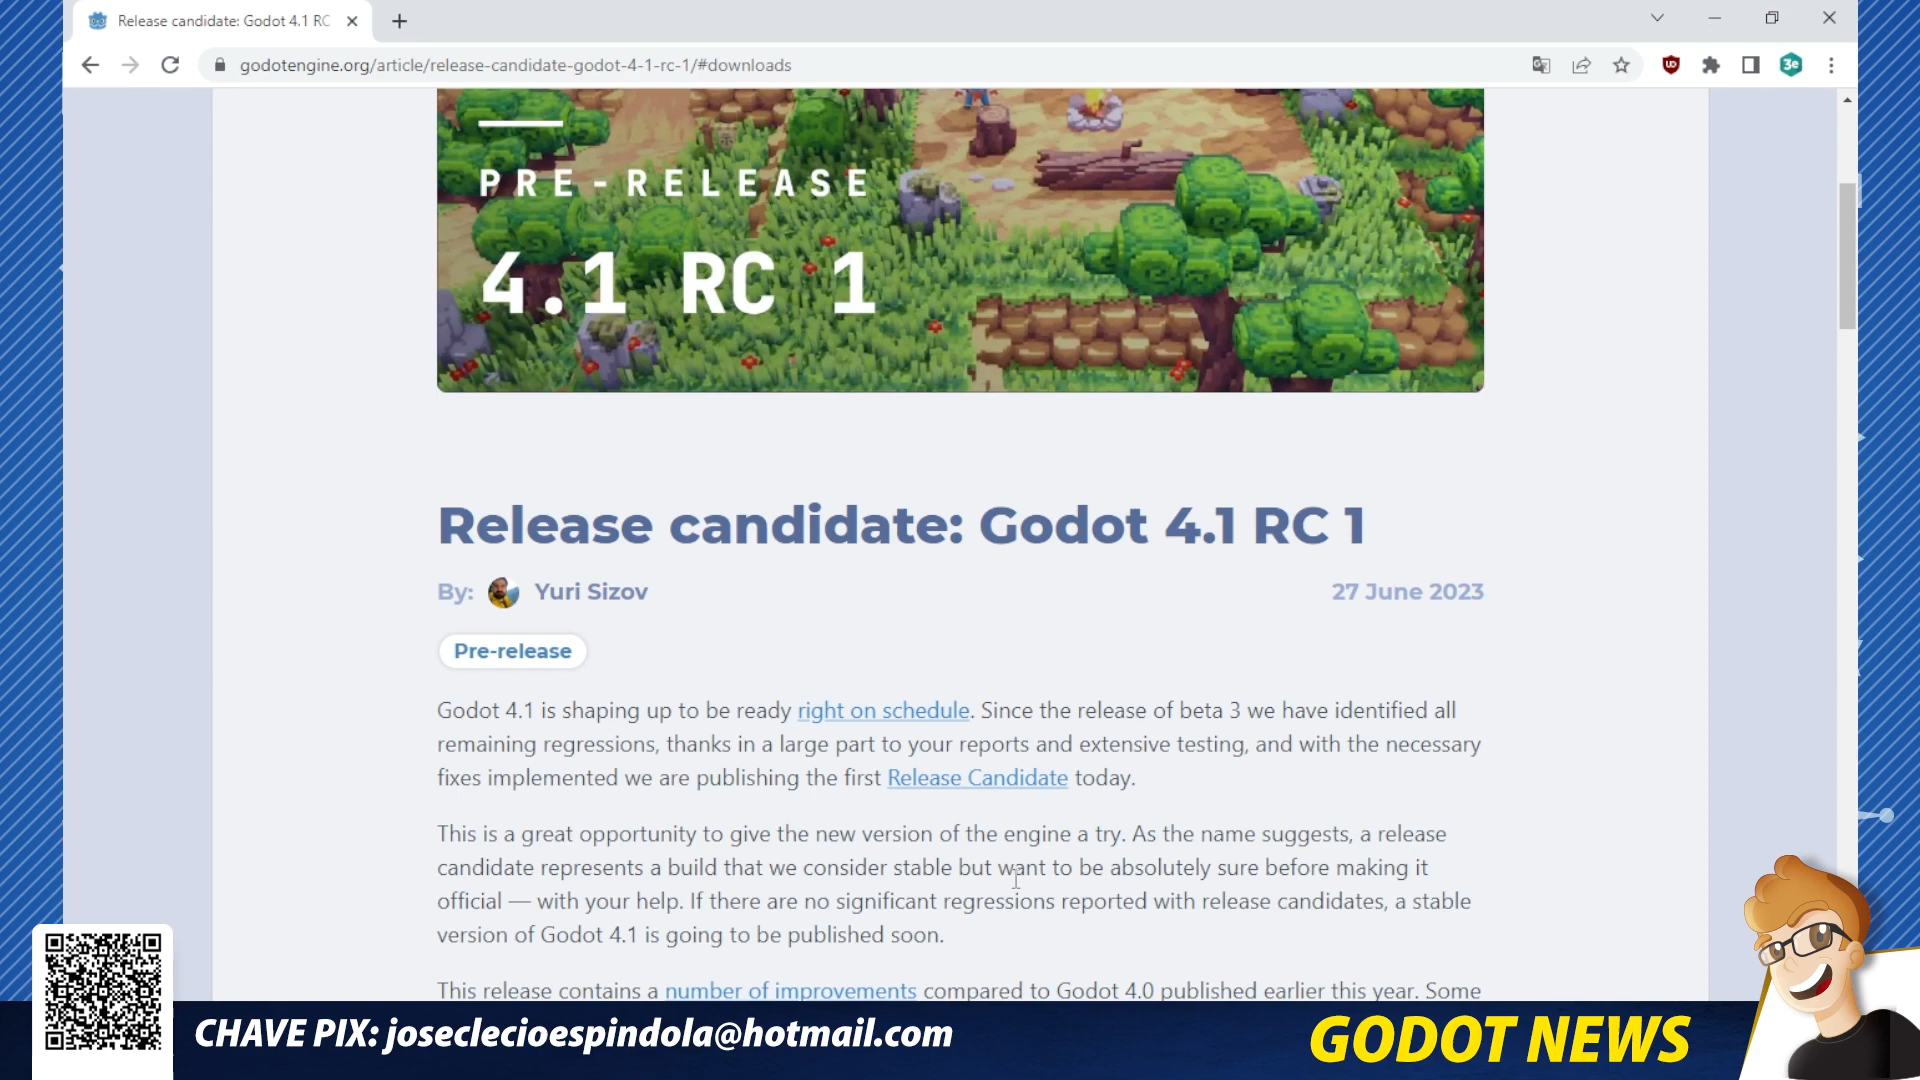 Release candidate: Godot 4.1 RC
godotengine.org/article/release-candidate-godot-4-1-rc-1/#downloads
3e
PRE-RELEASE
4.1 RC 1
Release candidate: Godot 4.1 RC 1
By: Yuri Sizov 27 June 2023
Pre-release
Godot 4.1 is shaping up to be ready right on schedule. Since the release of beta 3 we have identified all
remaining regressions, thanks in a large part to your reports and extensive testing, and with the necessary
fixes implemented we are publishing the first Release Candidate today.
This is a great opportunity to give the new version of the engine a try. As the name suggests, a release
candidate represents a build that we consider stable but want to be absolutely sure before making it
official — with your help. If there are no significant regressions reported with release candidates, a stable
version of Godot 4.1 is going to be published soon.
This release contains a number of improvements compared to Godot 4.0 published earlier this year. Some
CHAVE PIX: joseclecioespindola@hotmail.com
GODOT NEWS